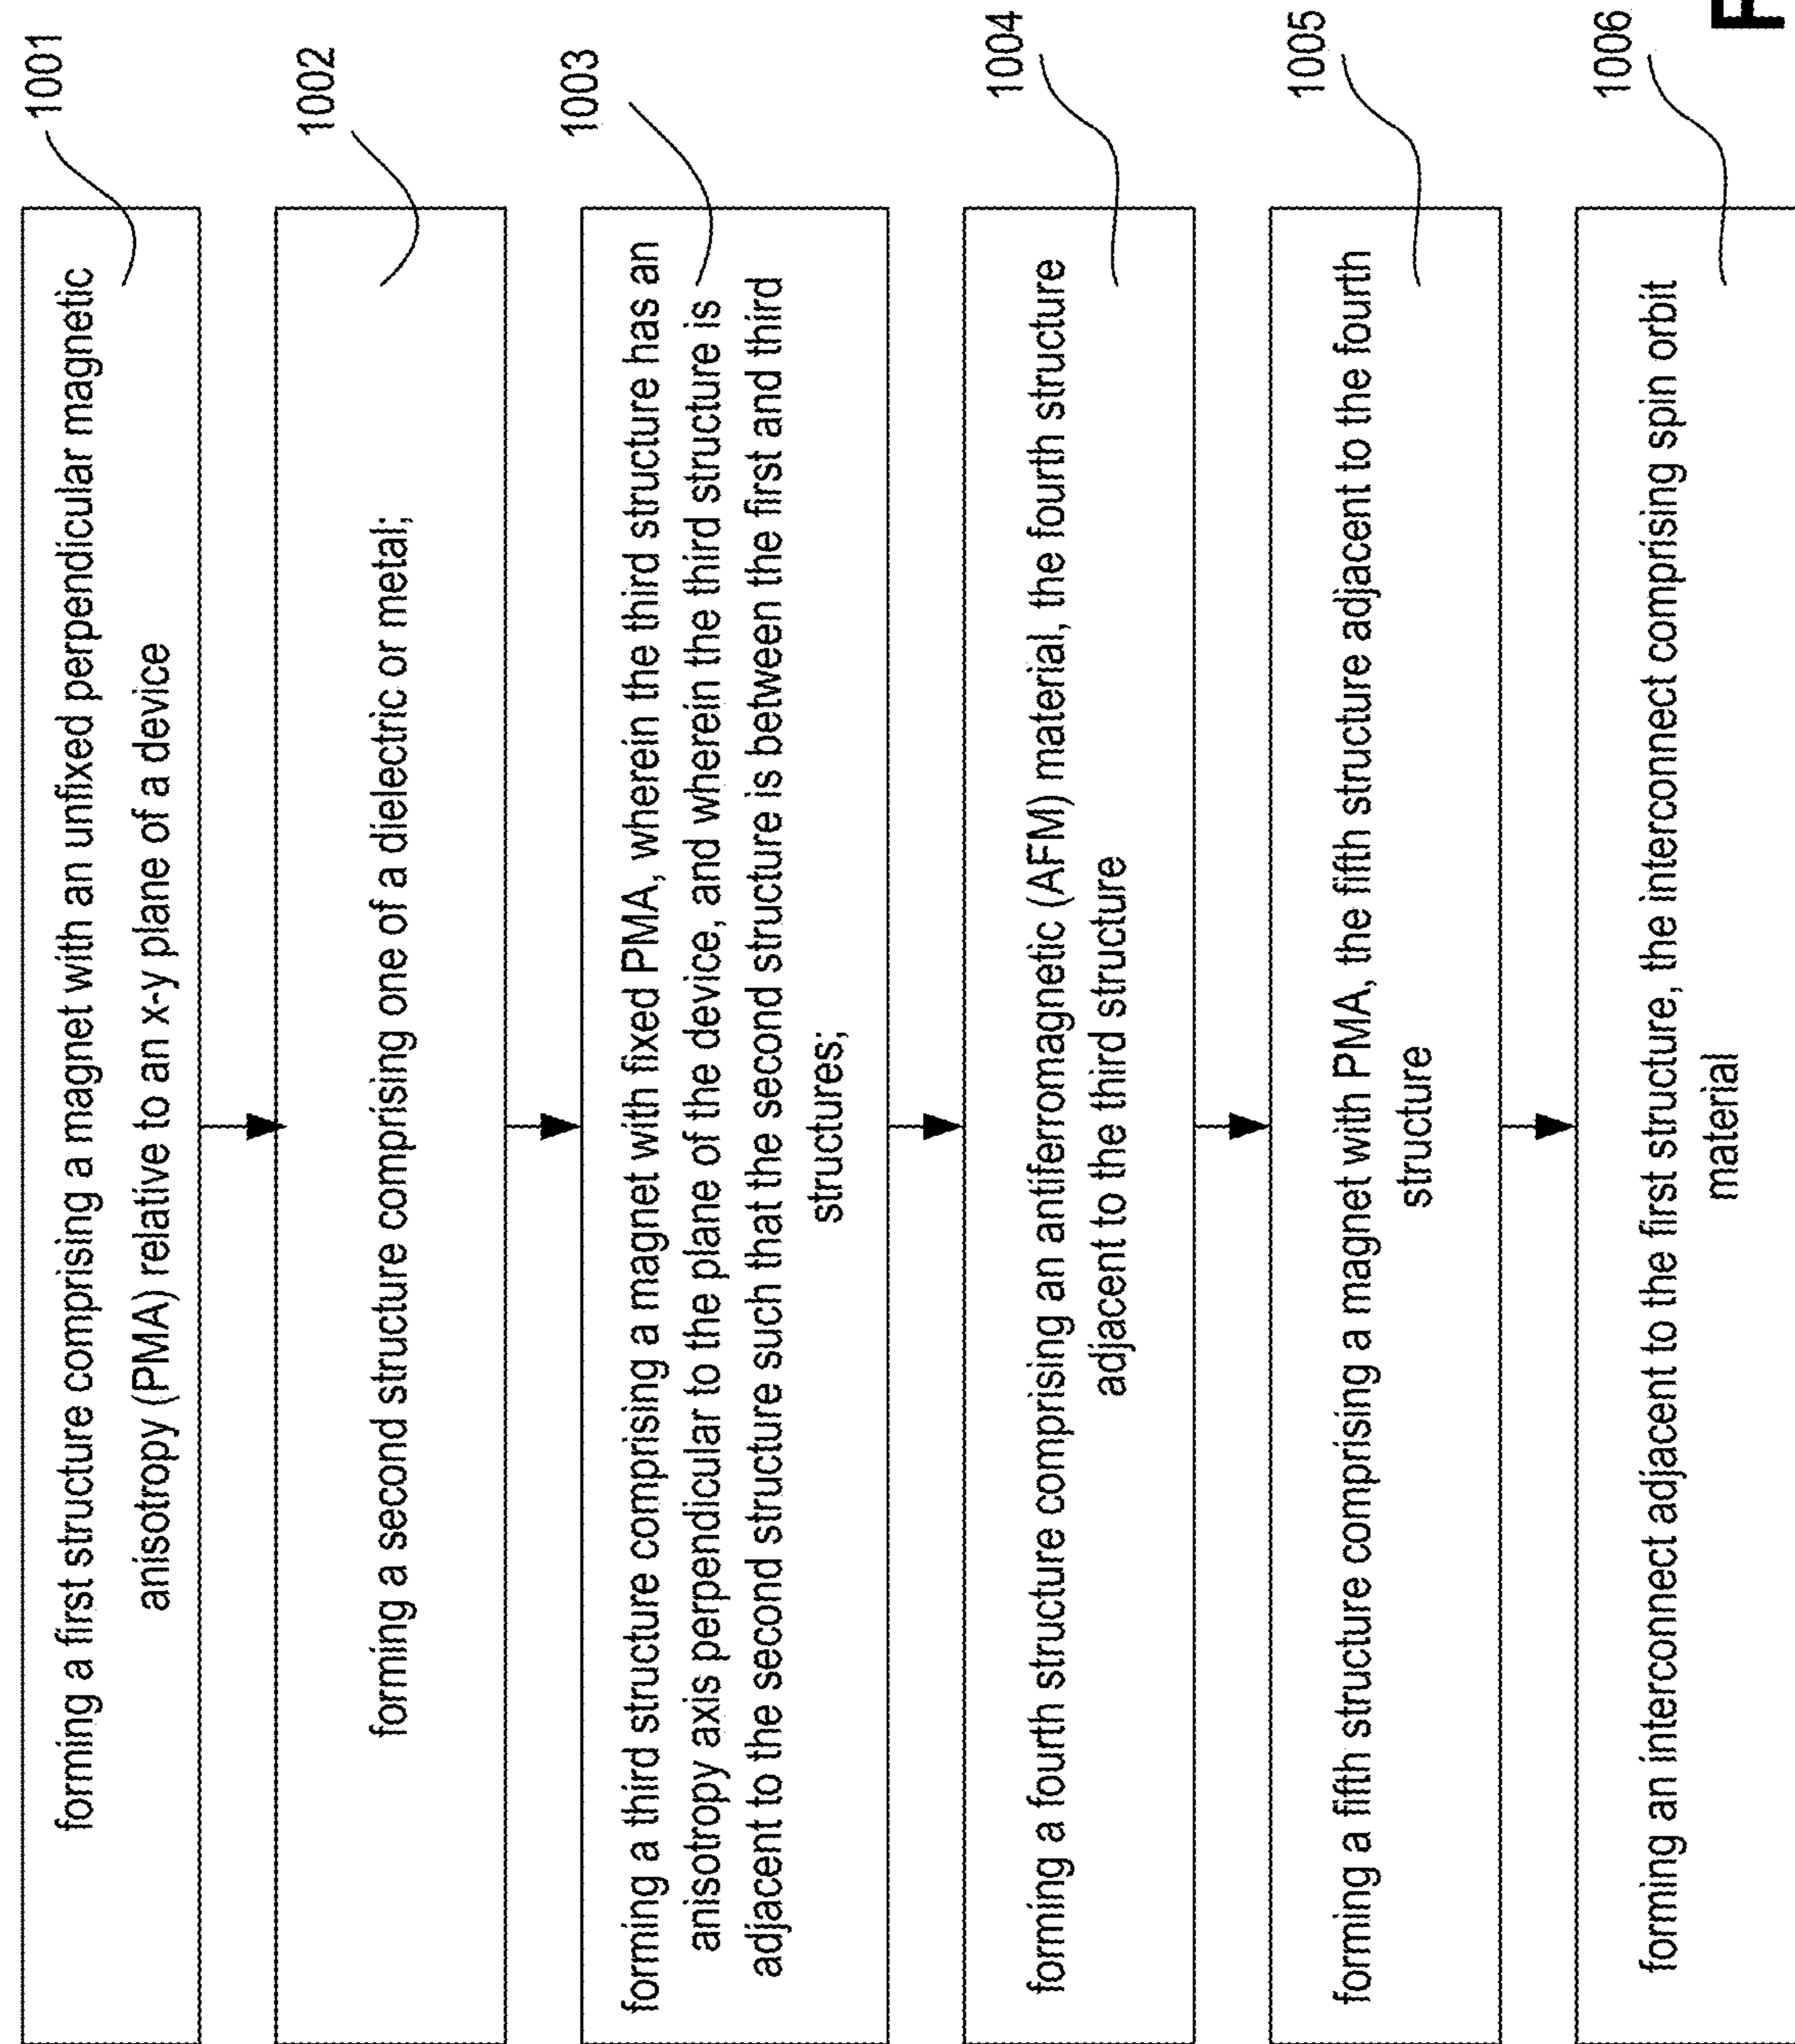 1001
forming a first structure comprising a magnet with an unfixed perpendicular magnetic
anisotropy (PMA) relative to an x-y plane of a device
1002
forming a second structure comprising one of a dielectric or metal;
1003
forming a third structure comprising a magnet with fixed PMA, wherein the third structure has an
anisotropy axis perpendicular to the plane of the device, and wherein the third structure is
adjacent to the second structure such that the second structure is between the first and third
structures;
1004
forming a fourth structure comprising an antiferromagnetic (AFM) material, the fourth structure
adjacent to the third structure
1005
forming a fifth structure comprising a magnet with PMA, the fifth structure adjacent to the fourth
structure
1006
forming an interconnect adjacent to the first structure, the interconnect comprising spin orbit
material